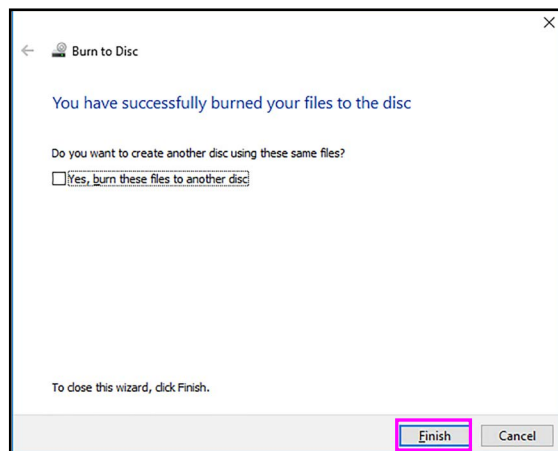 Burn to Disc
You have successfully burned your files to the disc
Do you want to create another disc using these same files?
Yes, burn these files to another disc
To close this wizard, click Finish.
Finish
Cancel